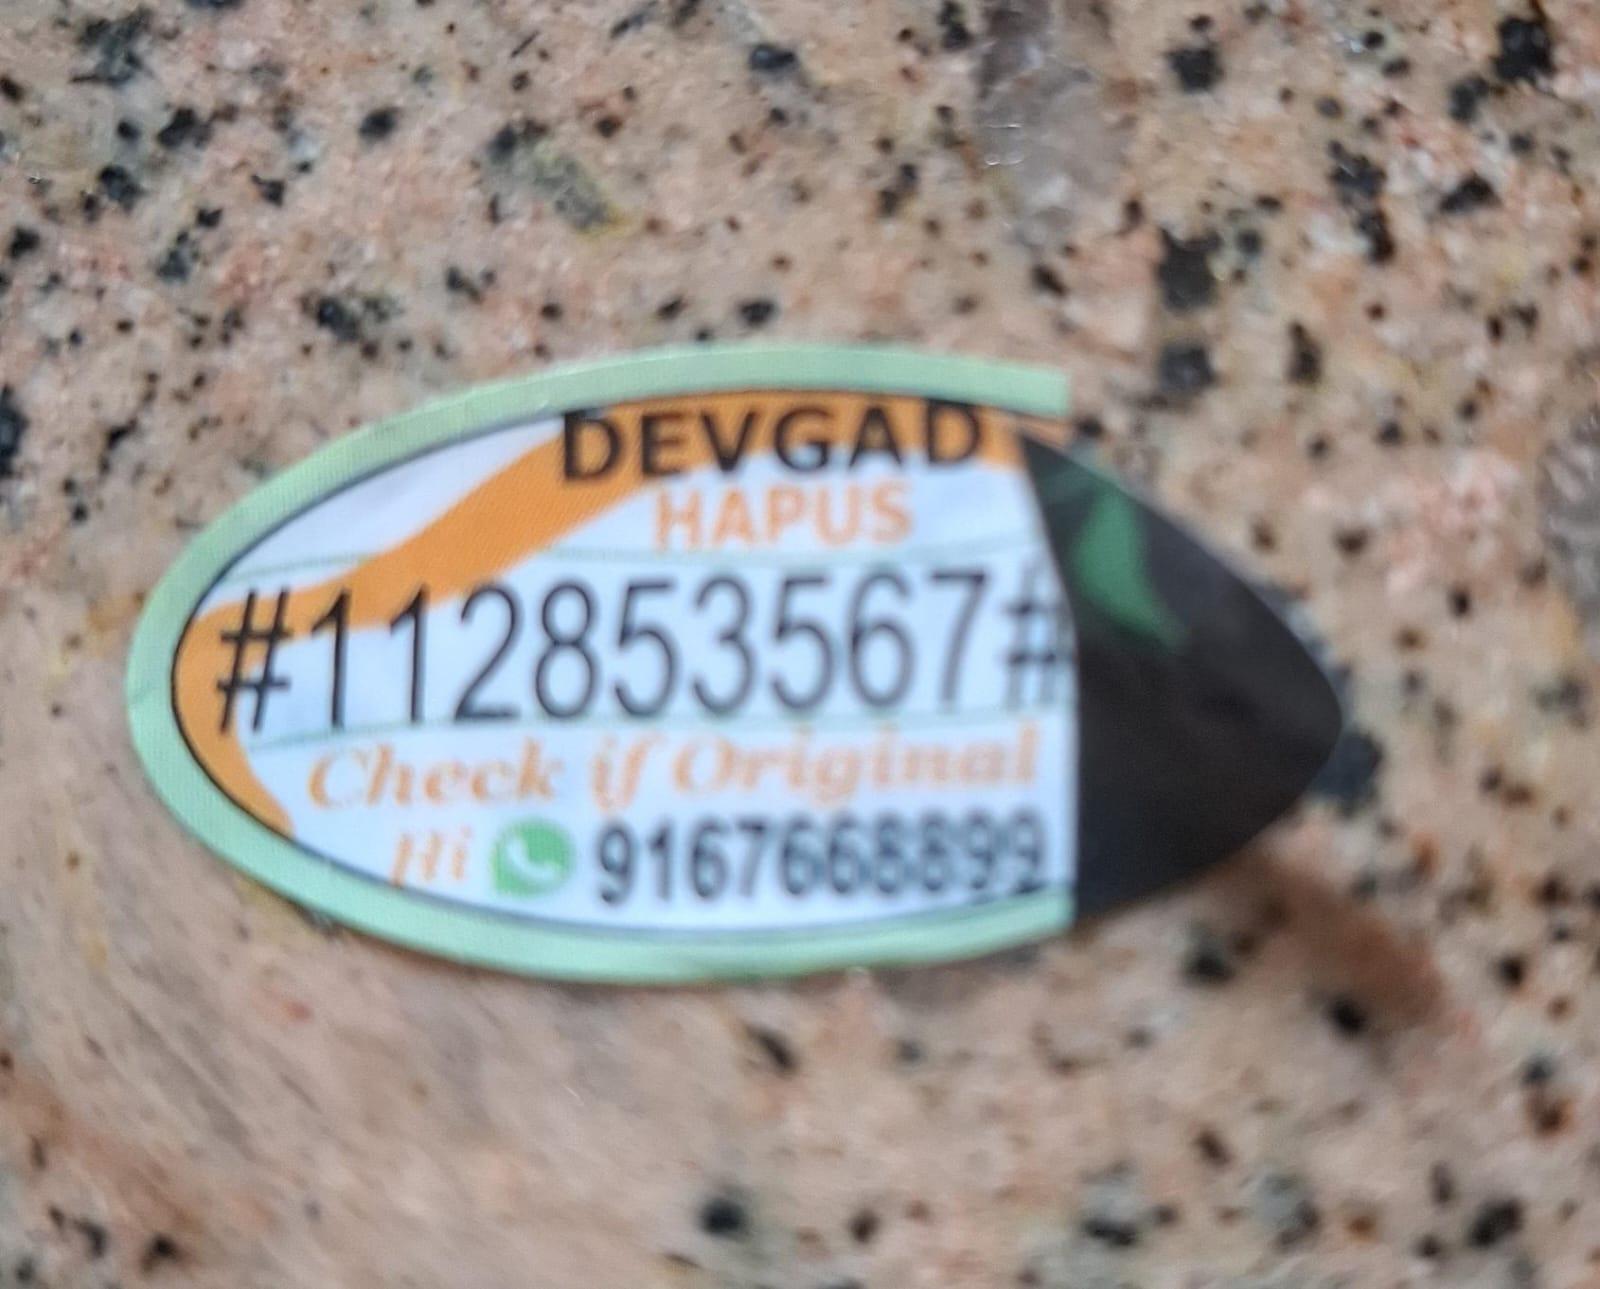 DEVGAD
HAPUS
#112853567#
Check if Original
Hi 9167668899